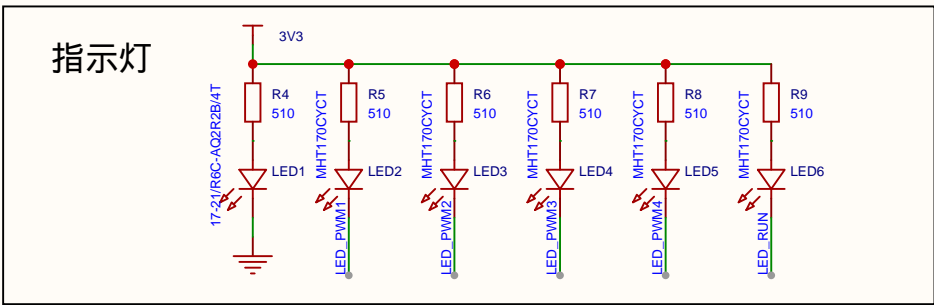 指示灯
3V3
R4
510
R5
510
R6
510
R7
510
R8
510
R9
510
17-21/R6C-AQ2R2B/4T
MHT170CYCT
MHT170CYCT
MHT170CYCT
MHT170CYCT
MHT170CYCT
LED1
LED2
LED3
LED4
LED5
LED6
LED_PWM1
LED_PWM2
LED_PWM3
LED_PWM4
LED_RUN